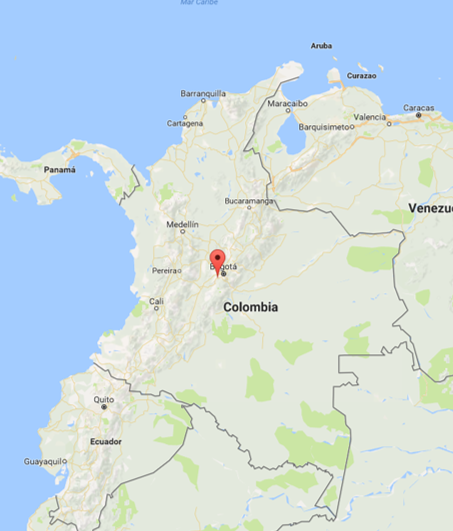 Mar Caribe
Aruba
Curazao
Barranquilla
Maracaibo
Caracas
Cartagena
Valencia
Barquisimeto
Panamá
Bucaramanga
Venezu
Medellín
Bogotá
Pereira
Cali
Colombia
Quito
Ecuador
Guayaquil